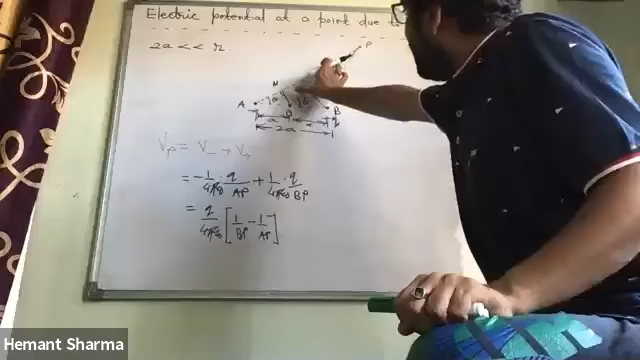 Electric potential at a point due to
2a << r
P
M
A θ θ B
a O a q
2a
Vp = V₋ + V₊
= -1/4πε₀ · q/AP + 1/4πε₀ · q/BP
= q/4πε₀ [1/BP - 1/AP]
Hemant Sharma